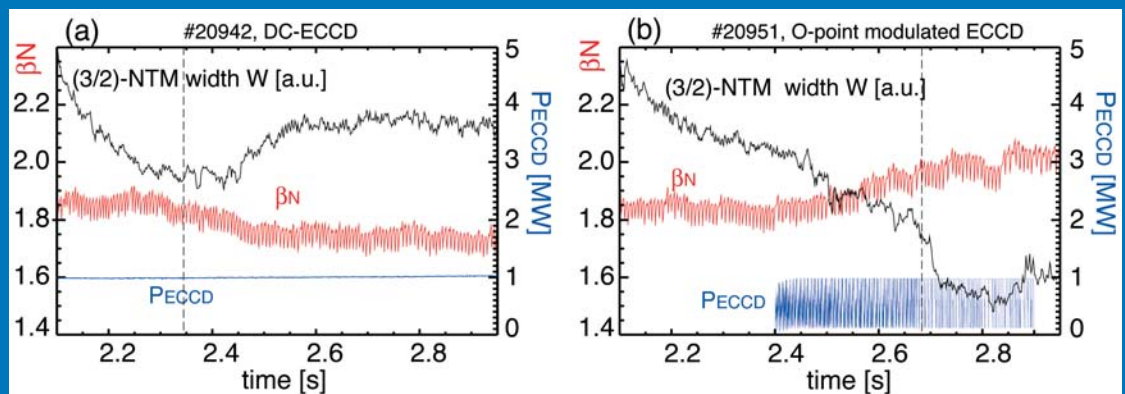 (a) #20942, DC-ECCD
βN
(3/2)-NTM width W [a.u.]
βN
PECCD
2.2
2.0
1.8
1.6
1.4
5
4
3
2
1
0
PECCD [MW]
2.2 2.4 2.6 2.8
time [s]
(b) #20951, O-point modulated ECCD
βN
(3/2)-NTM width W [a.u.]
βN
PECCD
2.2
2.0
1.8
1.6
1.4
5
4
3
2
1
0
PECCD [MW]
2.2 2.4 2.6 2.8
time [s]